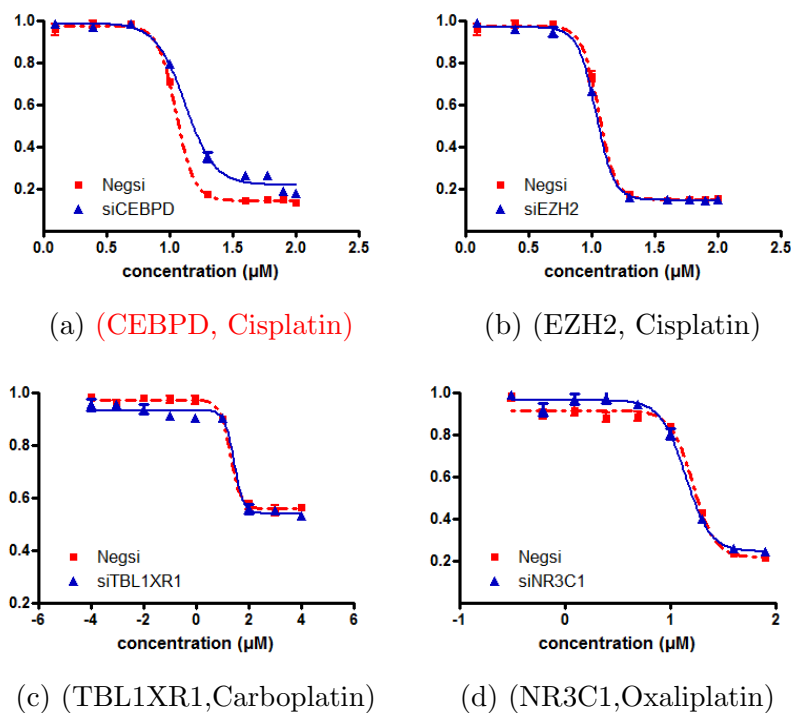 1.0
0.8
0.6
0.4
0.2
Negsi
siCEBPD
0.0 0.5 1.0 1.5 2.0 2.5
concentration (µM)
(a) (CEBPD, Cisplatin)
1.0
0.8
0.6
0.4
0.2
Negsi
siEZH2
0.0 0.5 1.0 1.5 2.0 2.5
concentration (µM)
(b) (EZH2, Cisplatin)
1.0
0.8
0.6
0.4
0.2
Negsi
siTBL1XR1
-6 -4 -2 0 2 4 6
concentration (µM)
(c) (TBL1XR1,Carboplatin)
1.0
0.8
0.6
0.4
0.2
Negsi
siNR3C1
-1 0 1 2
concentration (µM)
(d) (NR3C1,Oxaliplatin)